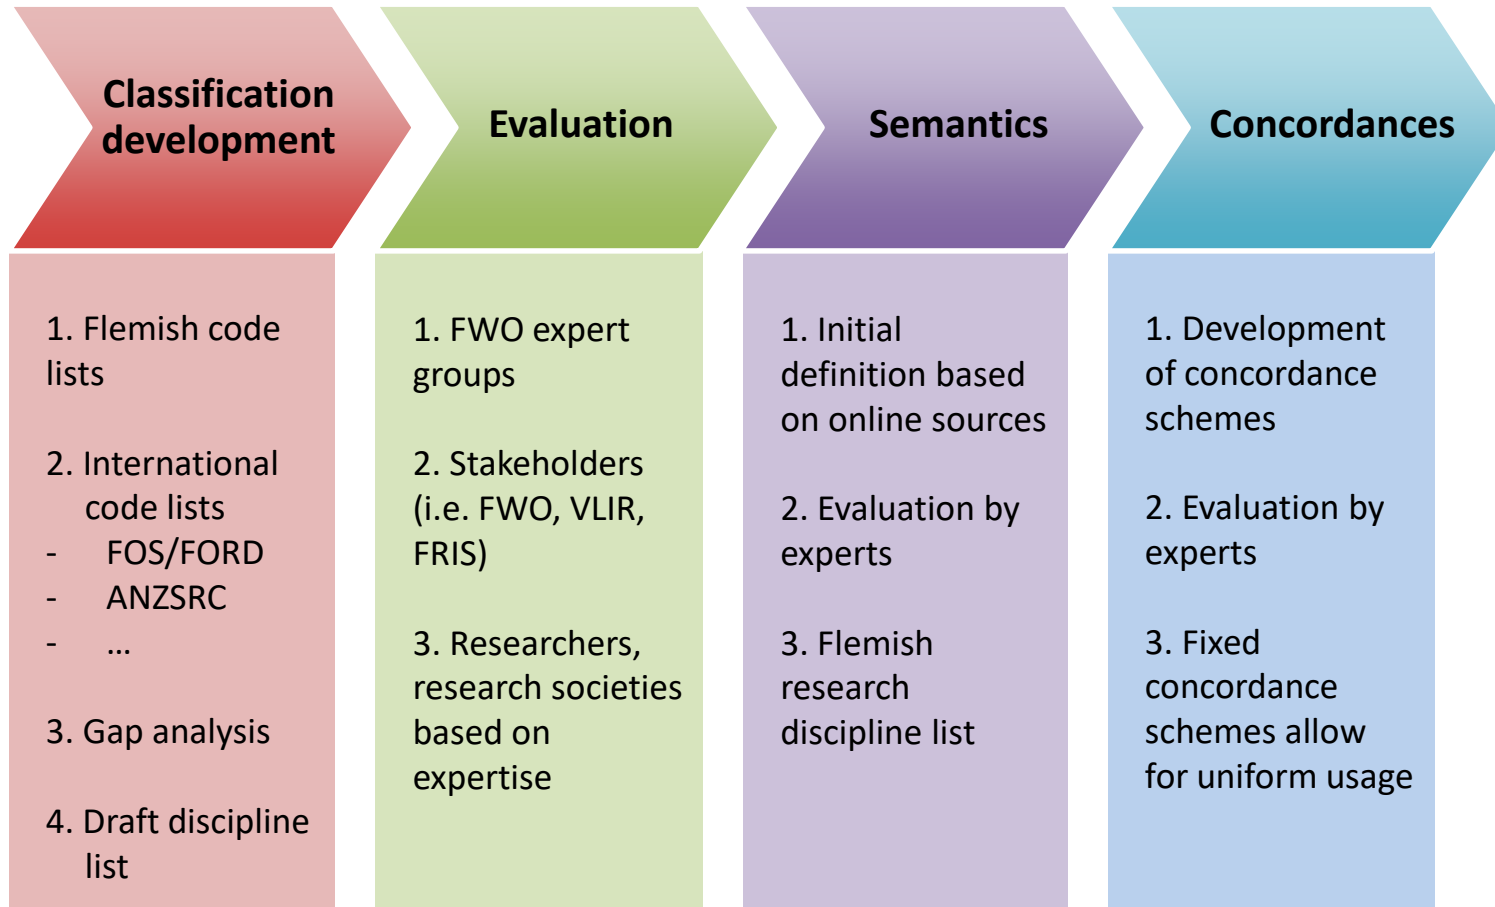 Classification
development
1. Flemish code
lists
2. International
code lists
- FOS/FORD
- ANZSRC
- ...
3. Gap analysis
4. Draft discipline
list
Evaluation
1. FWO expert
groups
2. Stakeholders
(i.e. FWO, VLIR,
FRIS)
3. Researchers,
research societies
based on
expertise
Semantics
1. Initial
definition based
on online sources
2. Evaluation by
experts
3. Flemish
research
discipline list
Concordances
1. Development
of concordance
schemes
2. Evaluation by
experts
3. Fixed
concordance
schemes allow
for uniform usage